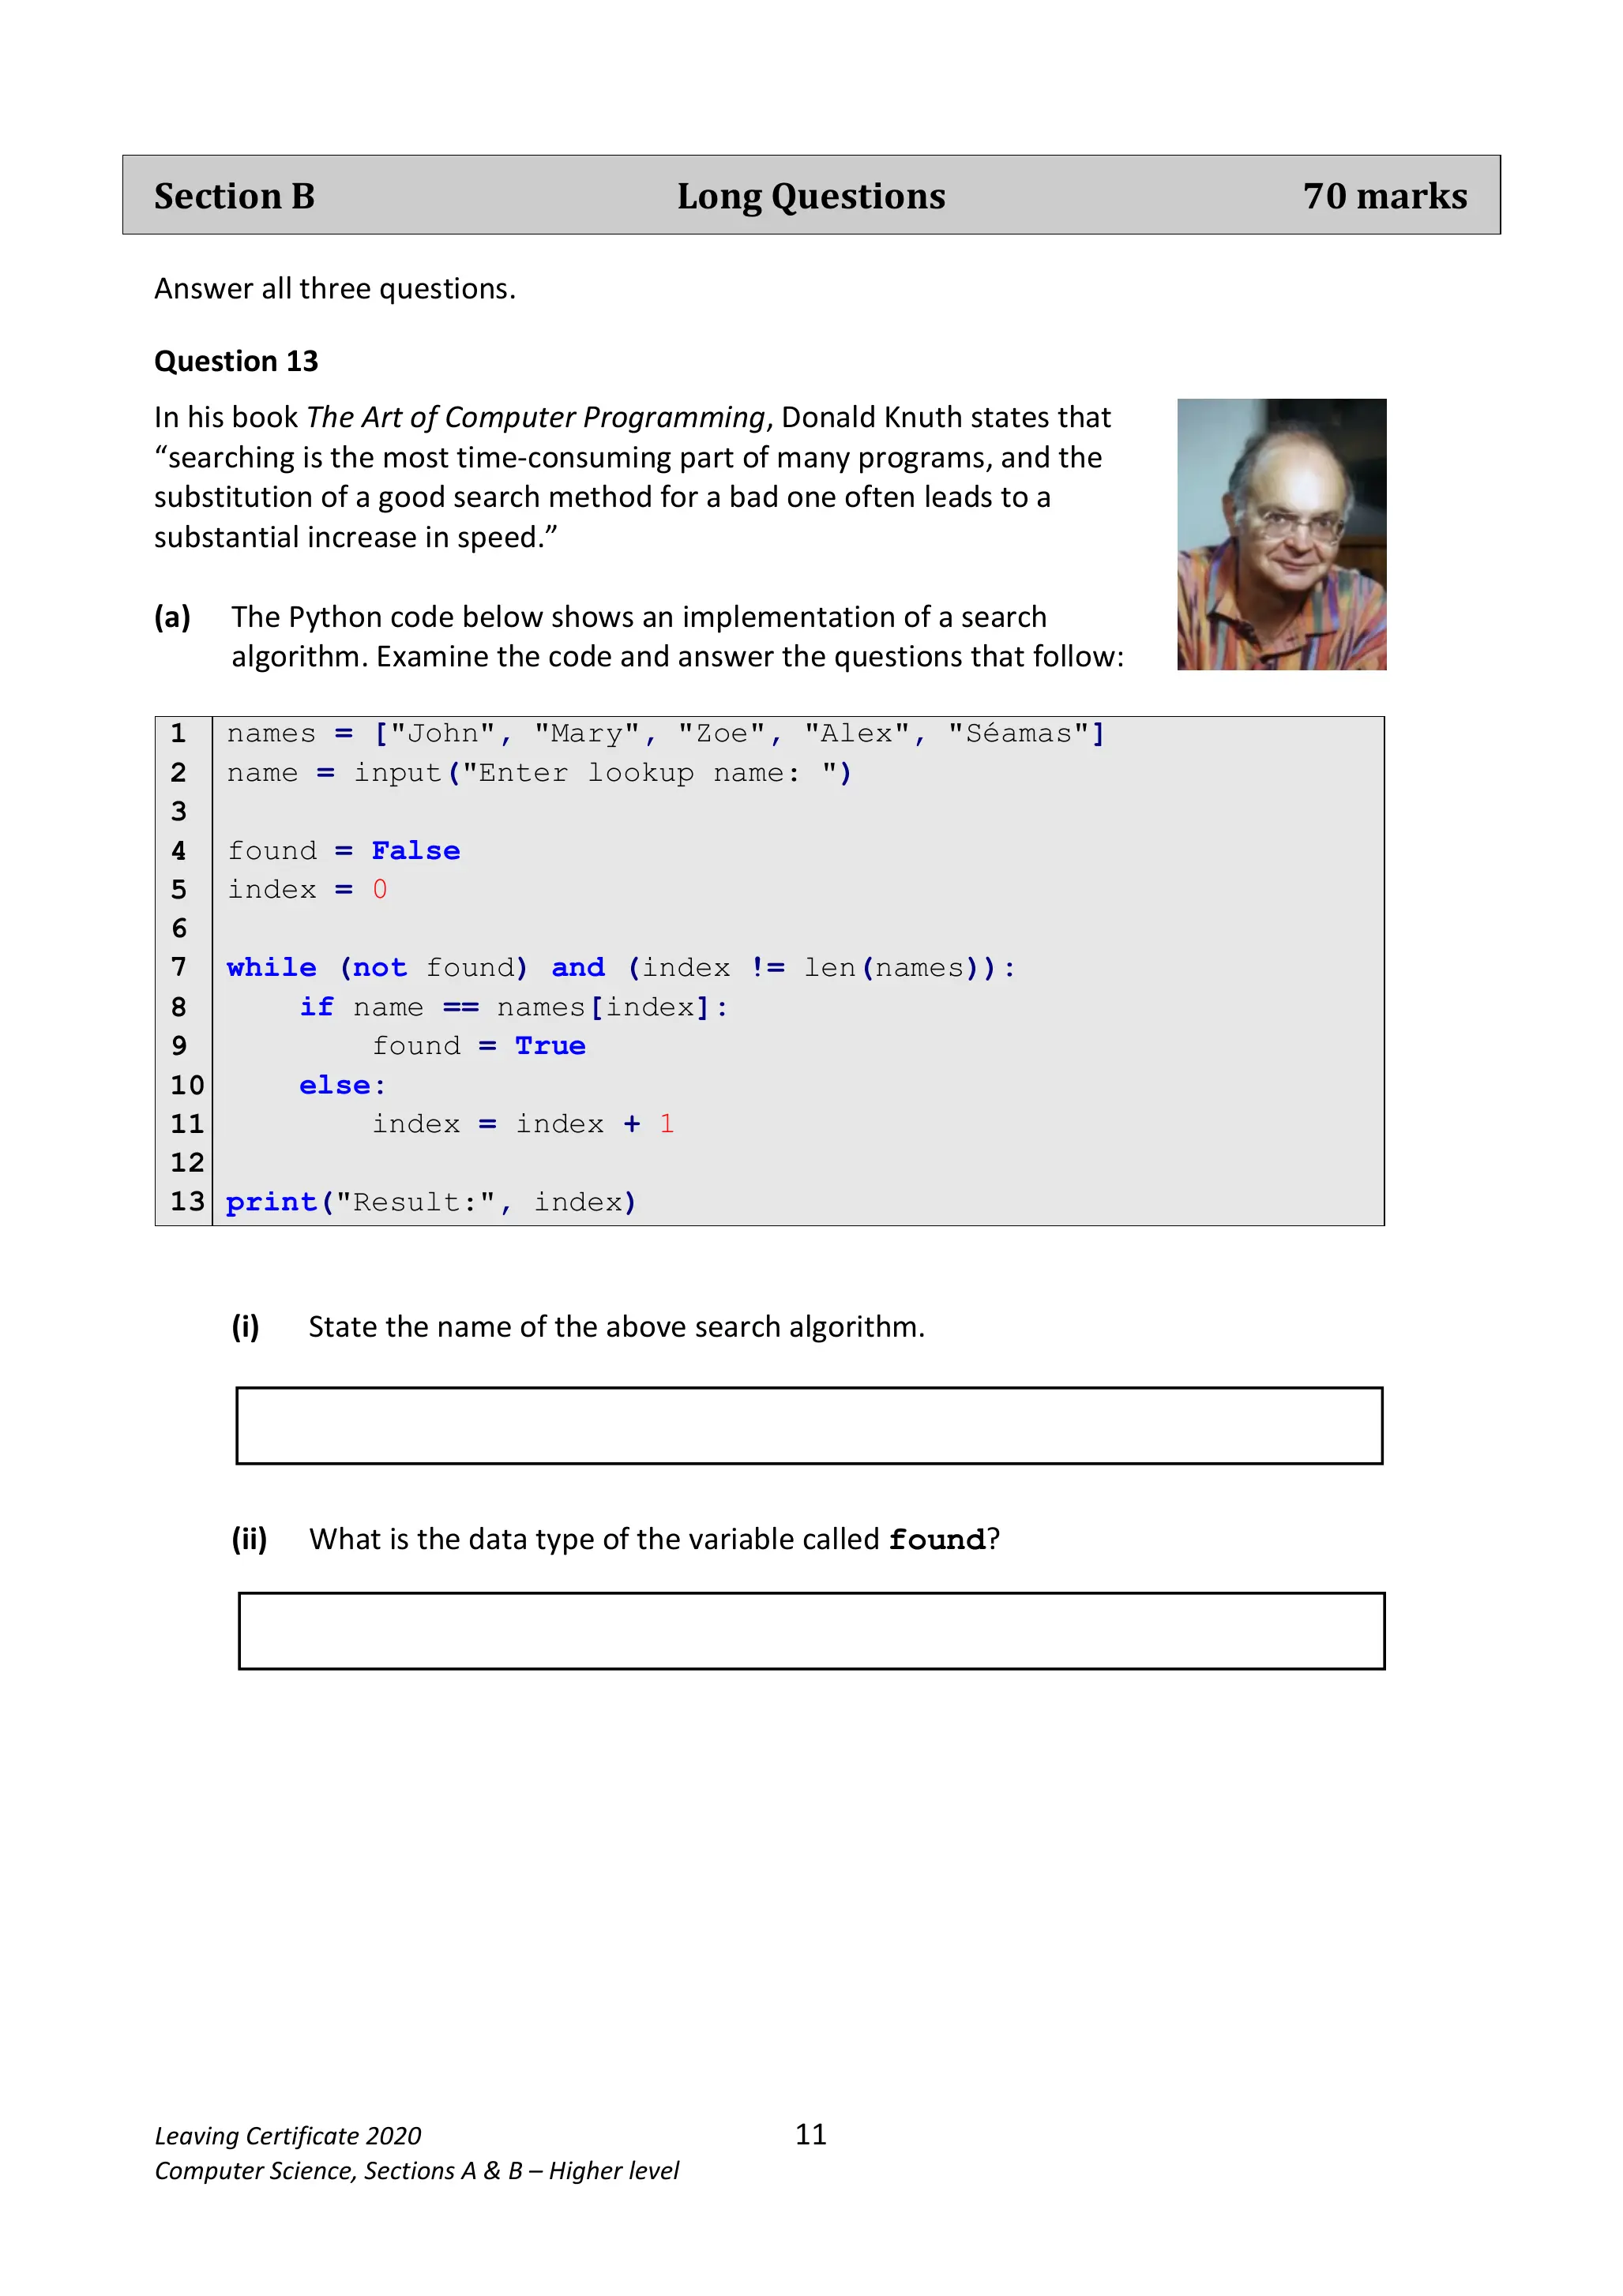 Section B Long Questions 70 marks
Answer all three questions.
Question 13
In his book The Art of Computer Programming, Donald Knuth states that
“searching is the most time-consuming part of many programs, and the
substitution of a good search method for a bad one often leads to a
substantial increase in speed.”
(a) The Python code below shows an implementation of a search
algorithm. Examine the code and answer the questions that follow:
1 names = ["John", "Mary", "Zoe", "Alex", "Séamas"]
2 name = input("Enter lookup name: ")
3
4 found = False
5 index = 0
6
7 while (not found) and (index != len(names)):
8     if name == names[index]:
9         found = True
10     else:
11         index = index + 1
12
13 print("Result:", index)
(i) State the name of the above search algorithm.
(ii) What is the data type of the variable called found?
Leaving Certificate 2020 11
Computer Science, Sections A & B – Higher level